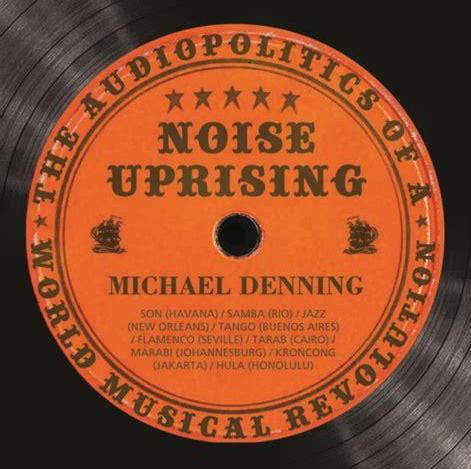 THE AUDIOPOLITICS OF A
WORLD MUSICAL REVOLUTION
NOISE
UPRISING
MICHAEL DENNING
SON (HAVANA) / SAMBA (RIO) / JAZZ
(NEW ORLEANS) / TANGO (BUENOS AIRES)
/ FLAMENCO (SEVILLE) / TARAB (CAIRO) /
MARABI (JOHANNESBURG) / KRONCONG
(JAKARTA) / HULA (HONOLULU)